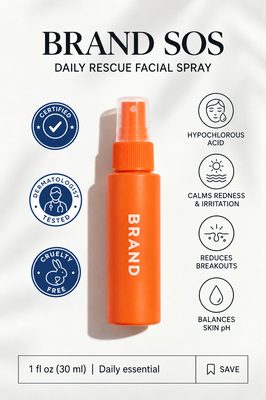 BRAND SOS
DAILY RESCUE FACIAL SPRAY
CERTIFIED
DERMATOLOGIST
TESTED
CRUELTY
FREE
BRAND
HYPOCHLOROUS
ACID
CALMS REDNESS
& IRRITATION
REDUCES
BREAKOUTS
BALANCES
SKIN pH
1 fl oz (30 ml) | Daily essential
SAVE